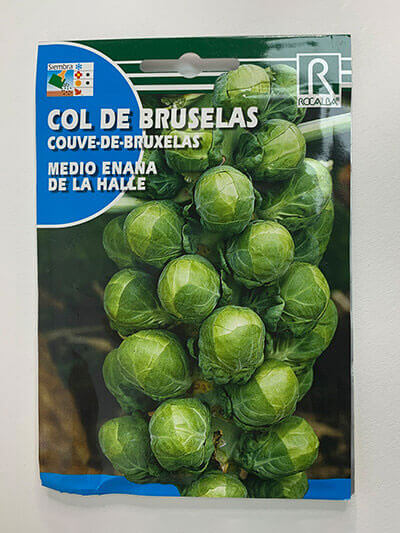 Siembra
R
ROCALBA
COL DE BRUSELAS
COUVE-DE-BRUXELAS
MEDIO ENANA
DE LA HALLE